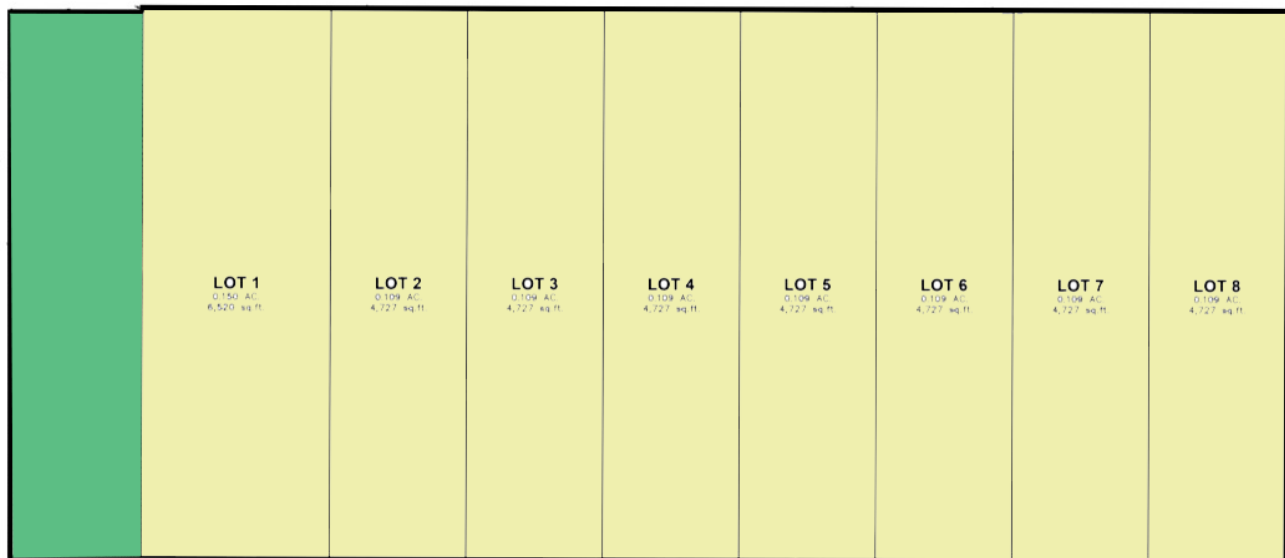 LOT 1
0.150 AC.
6,520 sq.ft.
LOT 2
0.109 AC.
4,727 sq.ft.
LOT 3
0.109 AC.
4,727 sq.ft.
LOT 4
0.109 AC.
4,727 sq.ft.
LOT 5
0.109 AC.
4,727 sq.ft.
LOT 6
0.109 AC.
4,727 sq.ft.
LOT 7
0.109 AC.
4,727 sq.ft.
LOT 8
0.109 AC.
4,727 sq.ft.